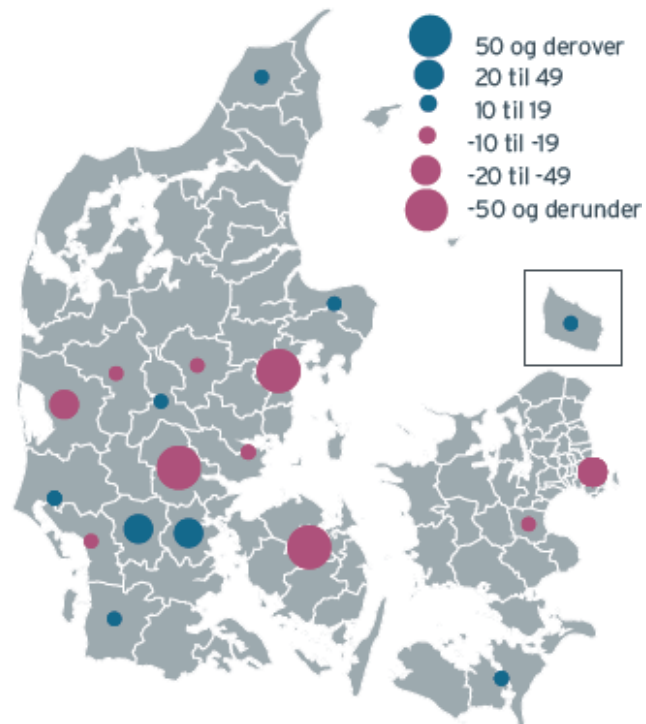 50 og derover
20 til 49
10 til 19
-10 til -19
-20 til -49
-50 og derunder